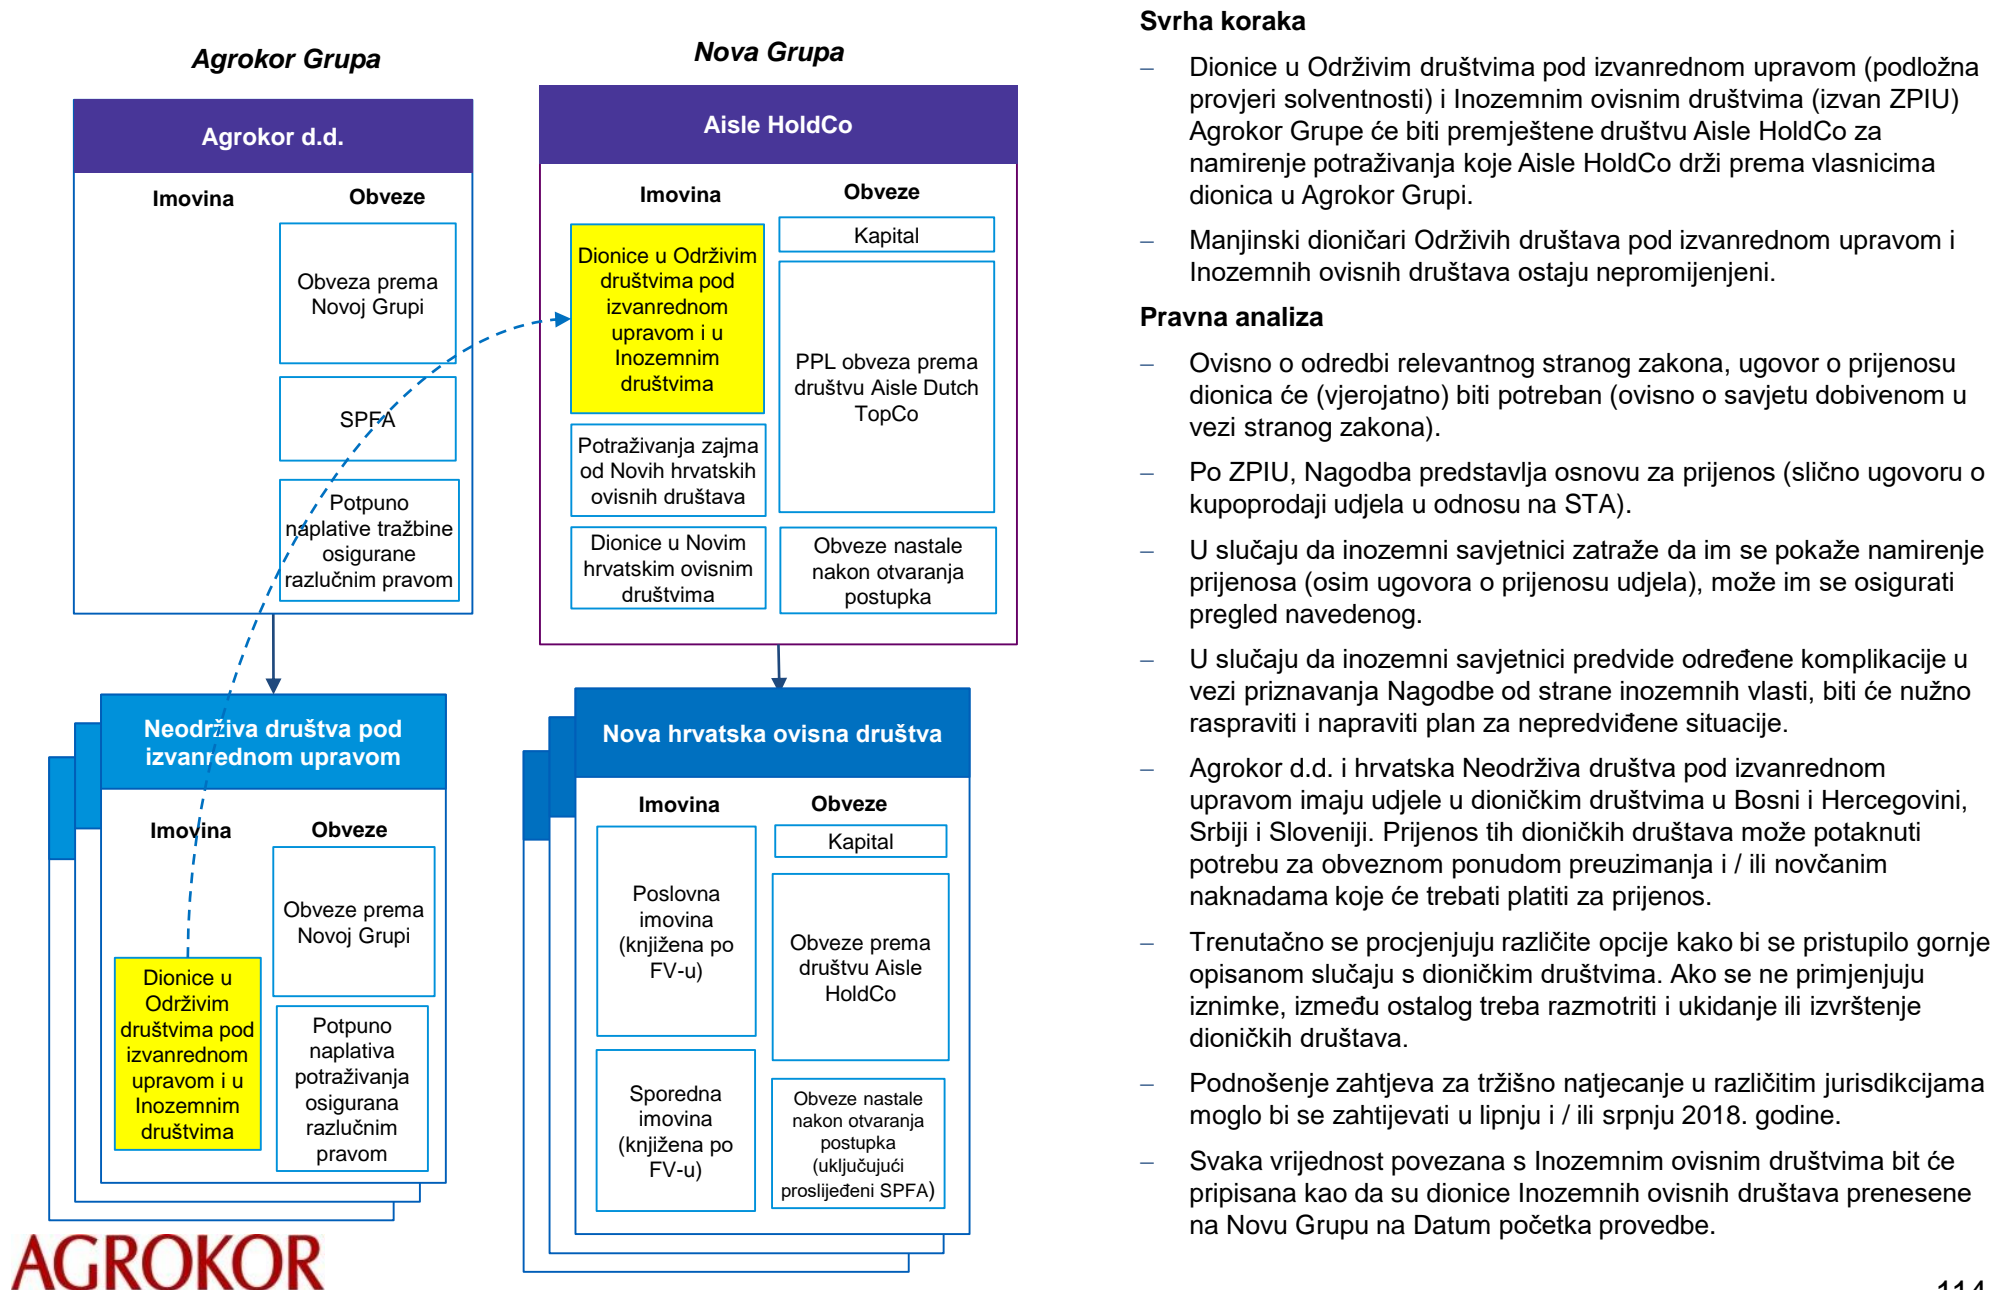 Agrokor Grupa
Agrokor d.d.
Imovina
Obveze
Obveza prema
Novoj Grupi
SPFA
Potpuno
naplative tražbine
osigurane
razlučnim pravom
Neodrživa društva pod
izvanrednom upravom
Imovina
Obveze
Obveze prema
Novoj Grupi
Dionice u
Održivim
društvima pod
izvanrednom
upravom i u
Inozemnim
društvima
Potpuno
naplativa
potraživanja
osigurana
razlučnim
pravom
Nova Grupa
Aisle HoldCo
Imovina
Obveze
Dionice u Održivim
društvima pod
izvanrednom
upravom i u
Inozemnim
društvima
Potraživanja zajma
od Novih hrvatskih
ovisnih društava
Dionice u Novim
hrvatskim ovisnim
društvima
Kapital
PPL obveza prema
društvu Aisle Dutch
TopCo
Obveze nastale
nakon otvaranja
postupka
Nova hrvatska ovisna društva
Imovina
Obveze
Poslovna
imovina
(knjižena po
FV-u)
Sporedna
imovina
(knjižena po
FV-u)
Kapital
Obveze prema
društvu Aisle
HoldCo
Obveze nastale
nakon otvaranja
postupka
(uključujući
proslijeđeni SPFA)
Svrha koraka
– Dionice u Održivim društvima pod izvanrednom upravom (podložna
provjeri solventnosti) i Inozemnim ovisnim društvima (izvan ZPIU)
Agrokor Grupe će biti premještene društvu Aisle HoldCo za
namirenje potraživanja koje Aisle HoldCo drži prema vlasnicima
dionica u Agrokor Grupi.
– Manjinski dioničari Održivih društava pod izvanrednom upravom i
Inozemnih ovisnih društava ostaju nepromijenjeni.
Pravna analiza
– Ovisno o odredbi relevantnog stranog zakona, ugovor o prijenosu
dionica će (vjerojatno) biti potreban (ovisno o savjetu dobivenom u
vezi stranog zakona).
– Po ZPIU, Nagodba predstavlja osnovu za prijenos (slično ugovoru o
kupoprodaji udjela u odnosu na STA).
– U slučaju da inozemni savjetnici zatraže da im se pokaže namirenje
prijenosa (osim ugovora o prijenosu udjela), može im se osigurati
pregled navedenog.
– U slučaju da inozemni savjetnici predvide određene komplikacije u
vezi priznavanja Nagodbe od strane inozemnih vlasti, biti će nužno
raspraviti i napraviti plan za nepredviđene situacije.
– Agrokor d.d. i hrvatska Neodrživa društva pod izvanrednom
upravom imaju udjele u dioničkim društvima u Bosni i Hercegovini,
Srbiji i Sloveniji. Prijenos tih dioničkih društava može potaknuti
potrebu za obveznom ponudom preuzimanja i / ili novčanim
naknadama koje će trebati platiti za prijenos.
– Trenutačno se procjenjuju različite opcije kako bi se pristupilo gornje
opisanom slučaju s dioničkim društvima. Ako se ne primjenjuju
iznimke, između ostalog treba razmotriti i ukidanje ili izvrštenje
dioničkih društava.
– Podnošenje zahtjeva za tržišno natjecanje u različitim jurisdikcijama
moglo bi se zahtijevati u lipnju i / ili srpnju 2018. godine.
– Svaka vrijednost povezana s Inozemnim ovisnim društvima bit će
pripisana kao da su dionice Inozemnih ovisnih društava prenesene
na Novu Grupu na Datum početka provedbe.
AGROKOR
114